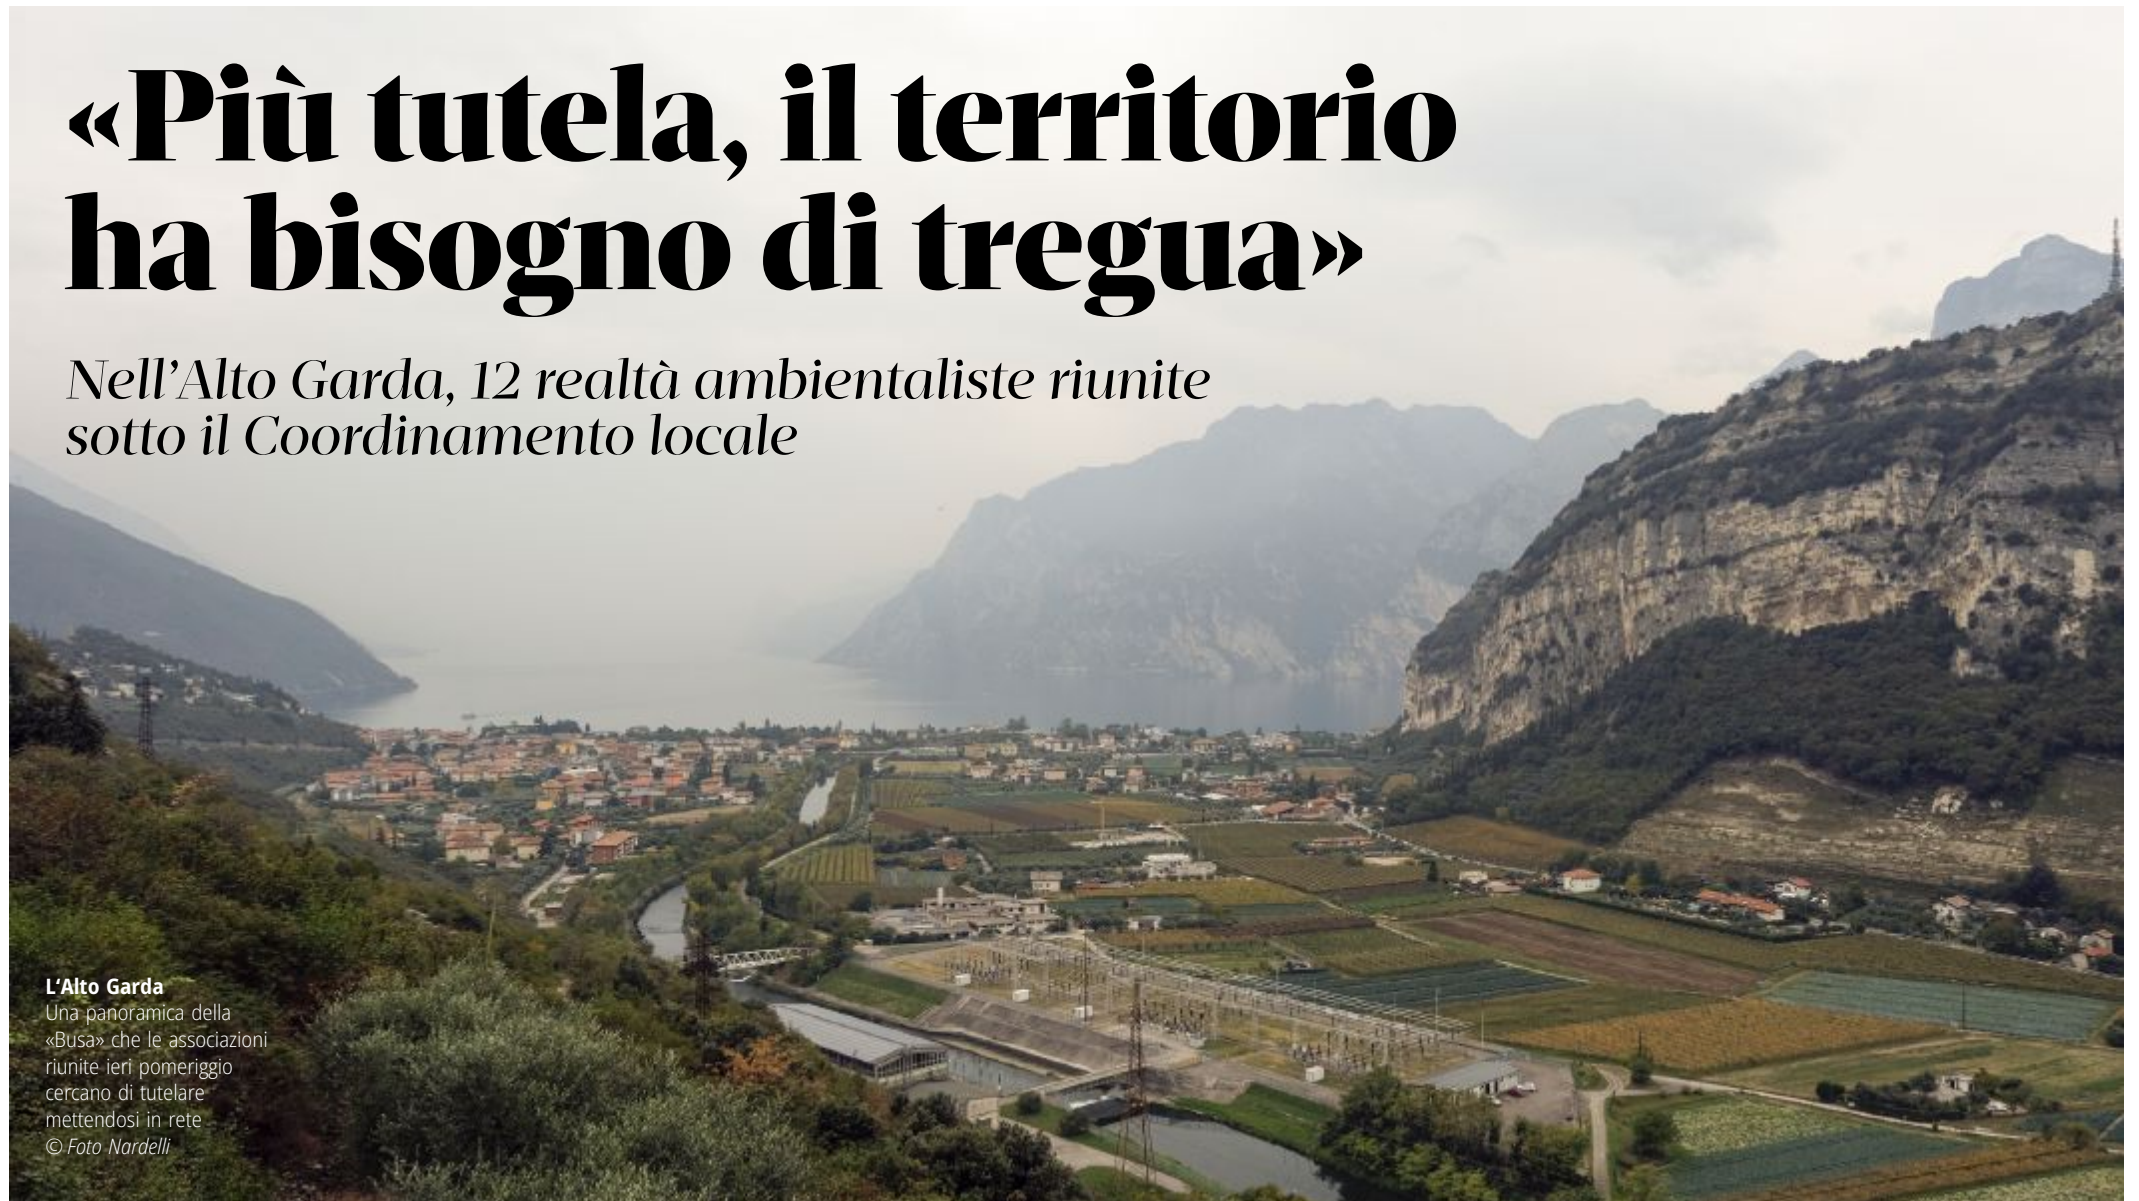 «Più tutela, il territorio
ha bisogno di tregua»
Nell’Alto Garda, 12 realtà ambientaliste riunite
sotto il Coordinamento locale
L‘Alto Garda
Una panoramica della
«Busa» che le associazioni
riunite ieri pomeriggio
cercano di tutelare
mettendosi in rete
© Foto Nardelli